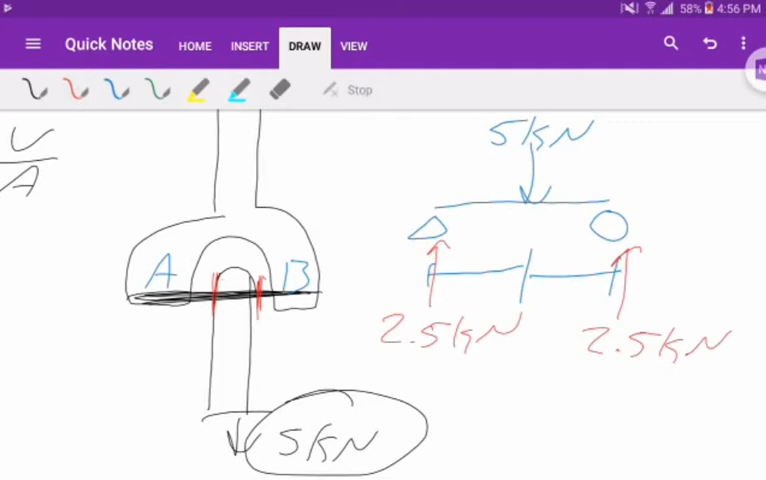 58% 4:56 PM
Quick Notes HOME INSERT DRAW VIEW
Stop
V
A
5kN
A B
2.5kN 2.5kN
5kN
N